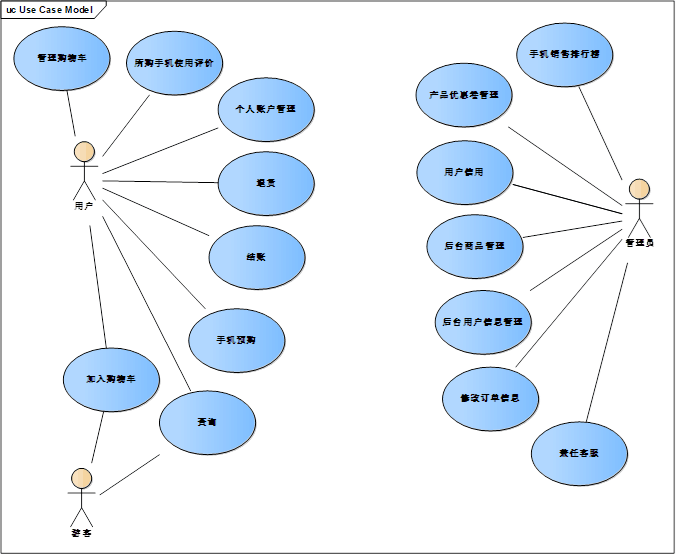 uc Use Case Model
管理购物车
所购手机使用评价
个人账户管理
退货
结账
手机预购
查询
加入购物车
用户
游客
手机销售排行榜
产品优惠卷管理
用户信用
后台商品管理
后台用户信息管理
修改订单信息
兼任客服
管理员